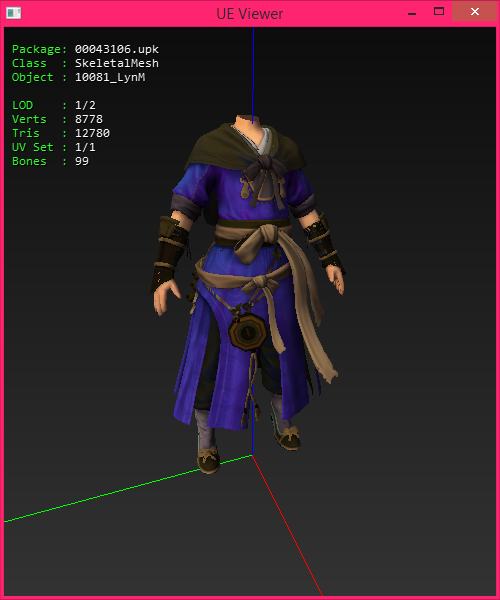 UE Viewer
Package: 00043106.upk
Class  : SkeletalMesh
Object : 10081_LynM
LOD    : 1/2
Verts  : 8778
Tris   : 12780
UV Set : 1/1
Bones  : 99